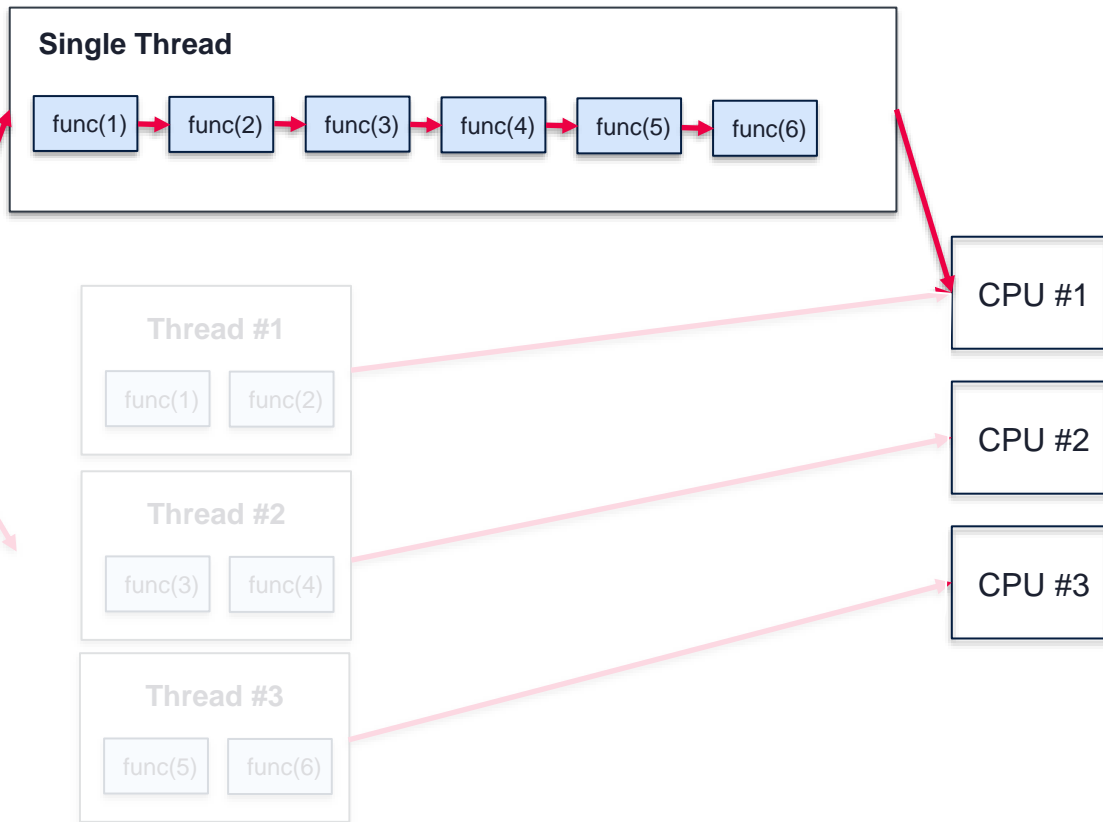 Single Thread
func(1) func(2) func(3) func(4) func(5) func(6)
CPU #1
Thread #1
func(1) func(2)
CPU #2
Thread #2
func(3) func(4)
CPU #3
Thread #3
func(5) func(6)